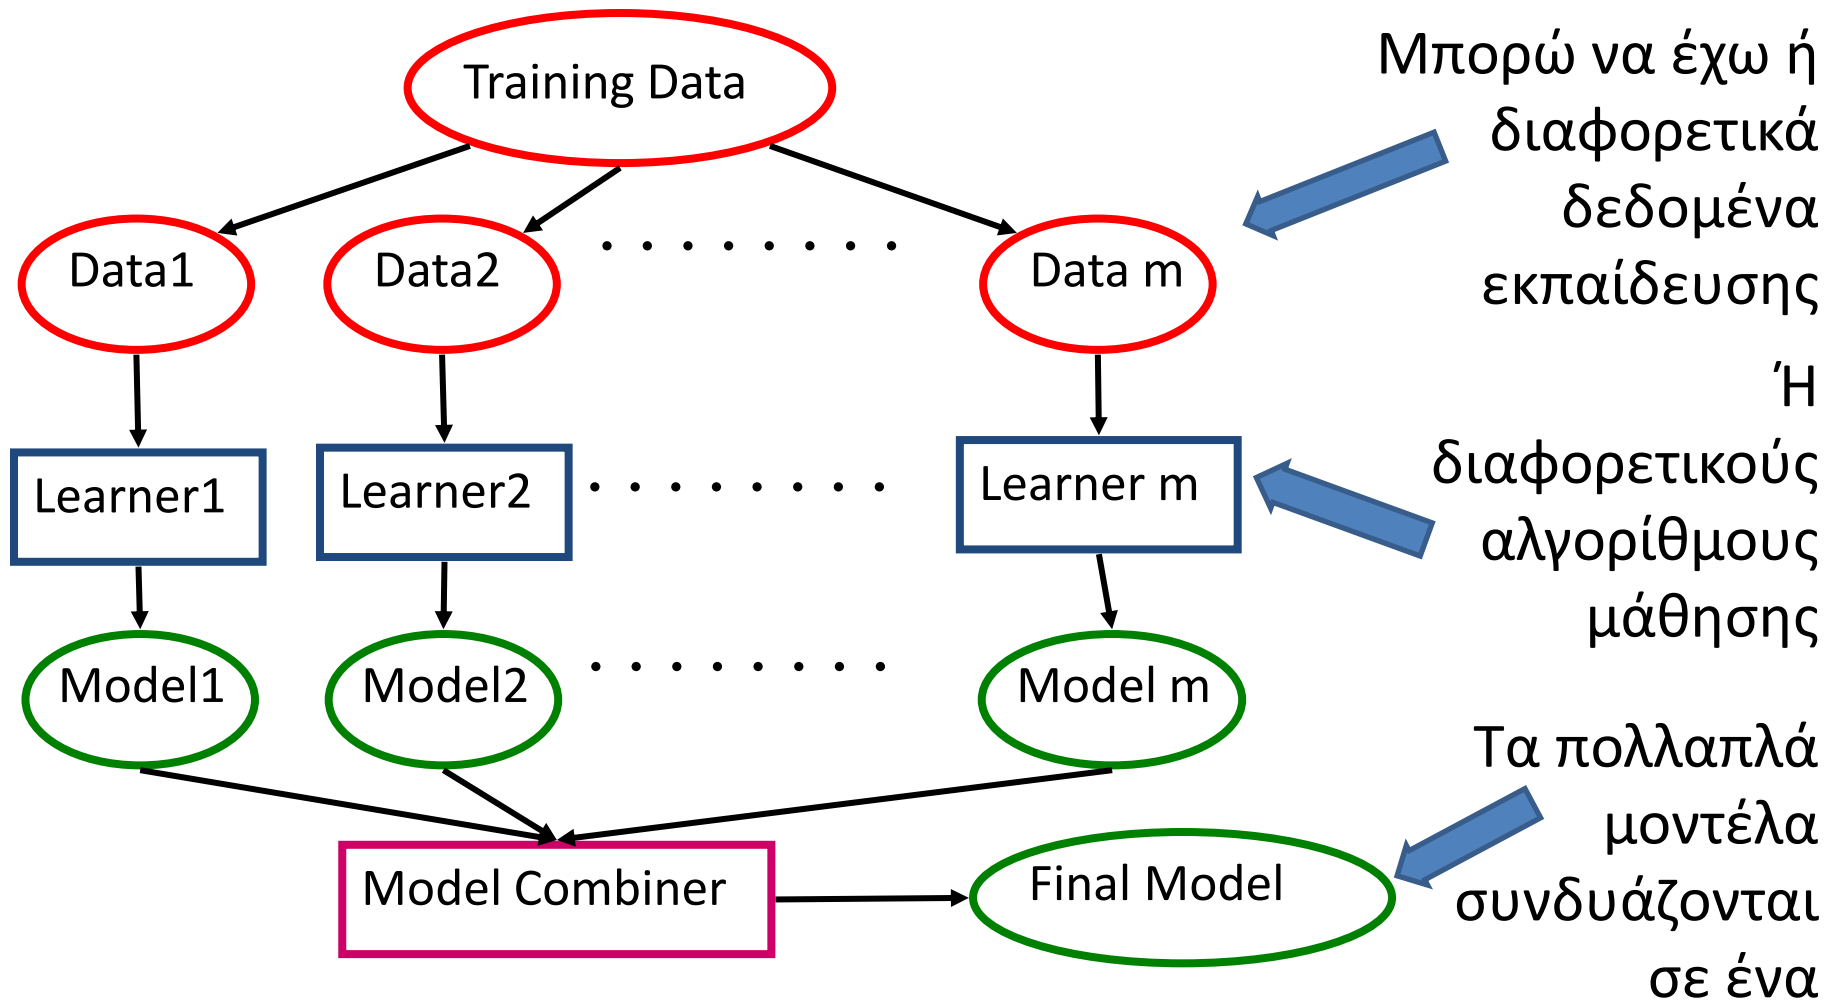 Training Data
Data1
Data2
Data m
Learner1
Learner2
Learner m
Model1
Model2
Model m
Model Combiner
Final Model
Μπορώ να έχω ή
διαφορετικά
δεδομένα
εκπαίδευσης
Ή
διαφορετικούς
αλγορίθμους
μάθησης
Τα πολλαπλά
μοντέλα
συνδυάζονται
σε ένα